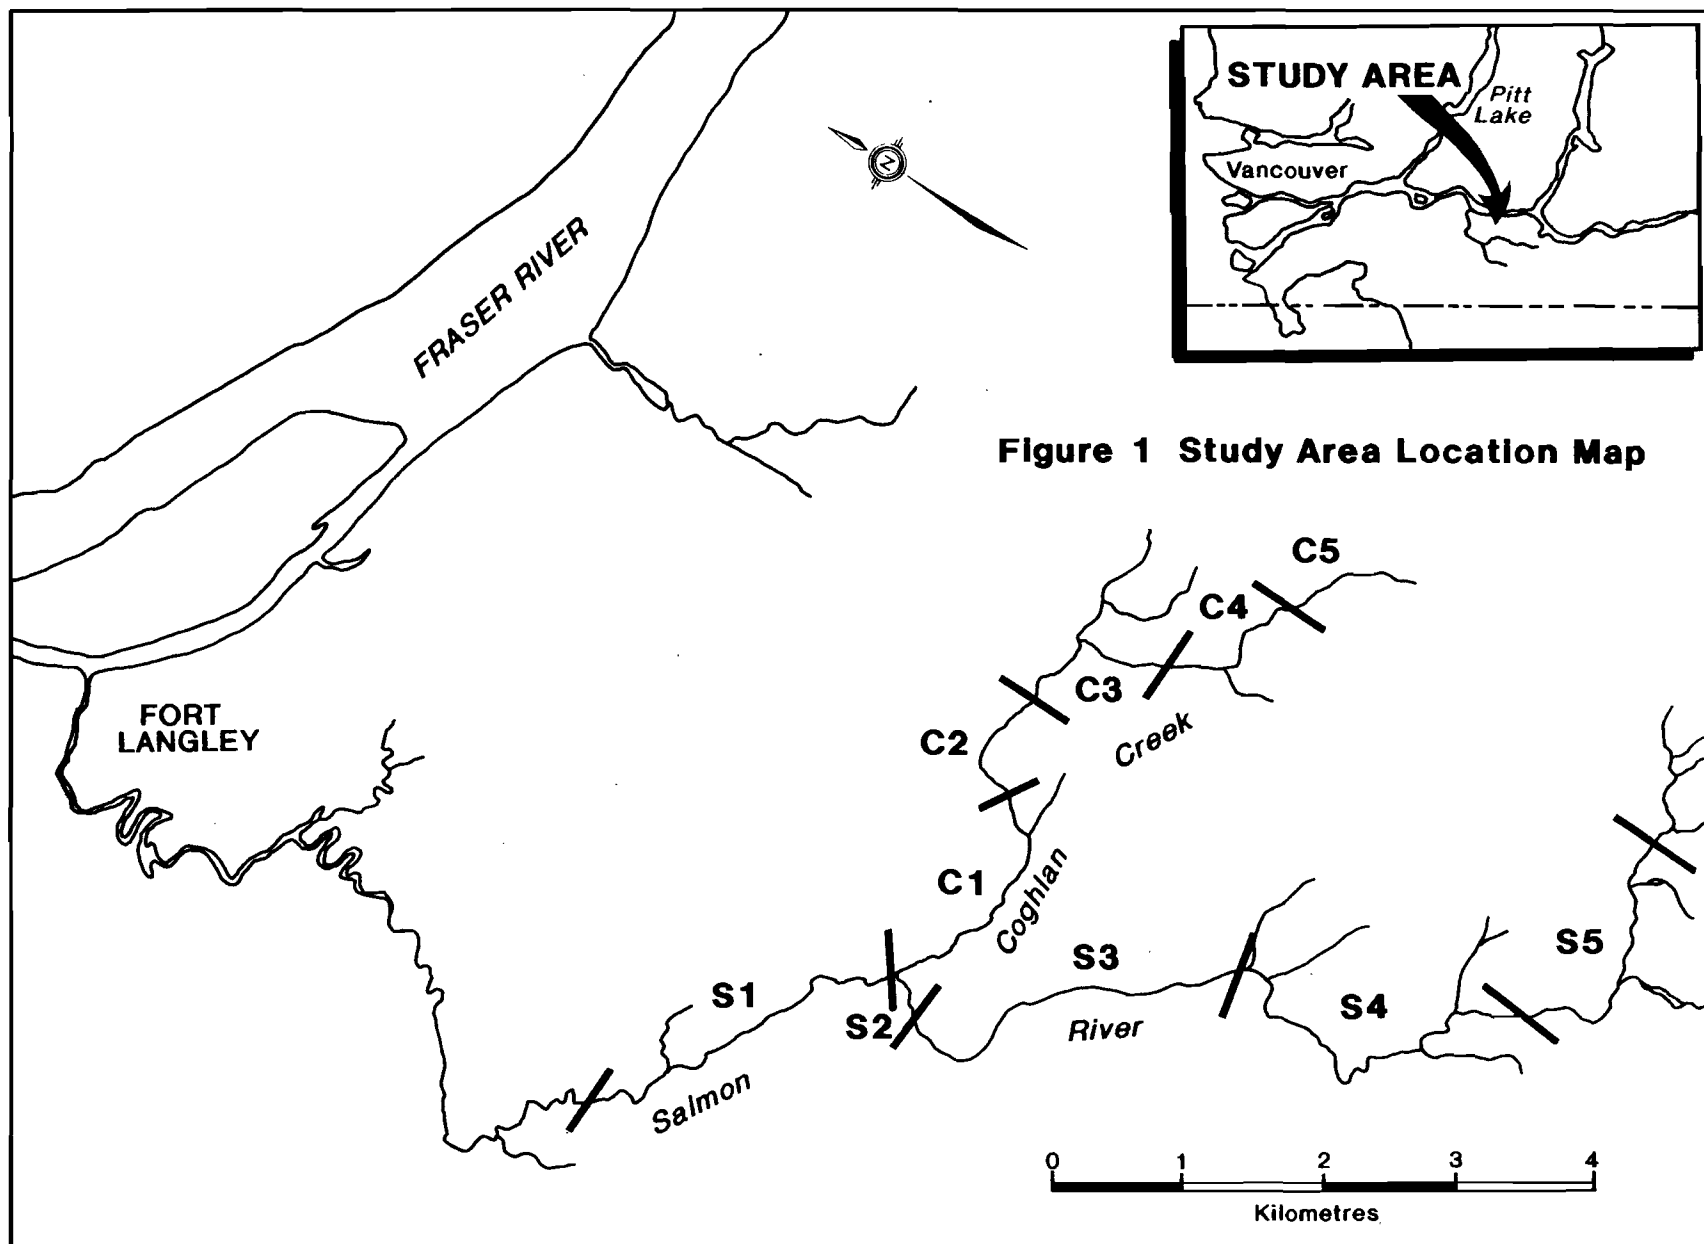 STUDY AREA
Pitt
Lake
Vancouver
N
FRASER RIVER
Figure 1 Study Area Location Map
C5
C4
C3
Creek
C2
FORT
LANGLEY
C1
Coghlan
S1
S2
S3
River
S4
S5
Salmon
0 1 2 3 4
Kilometres